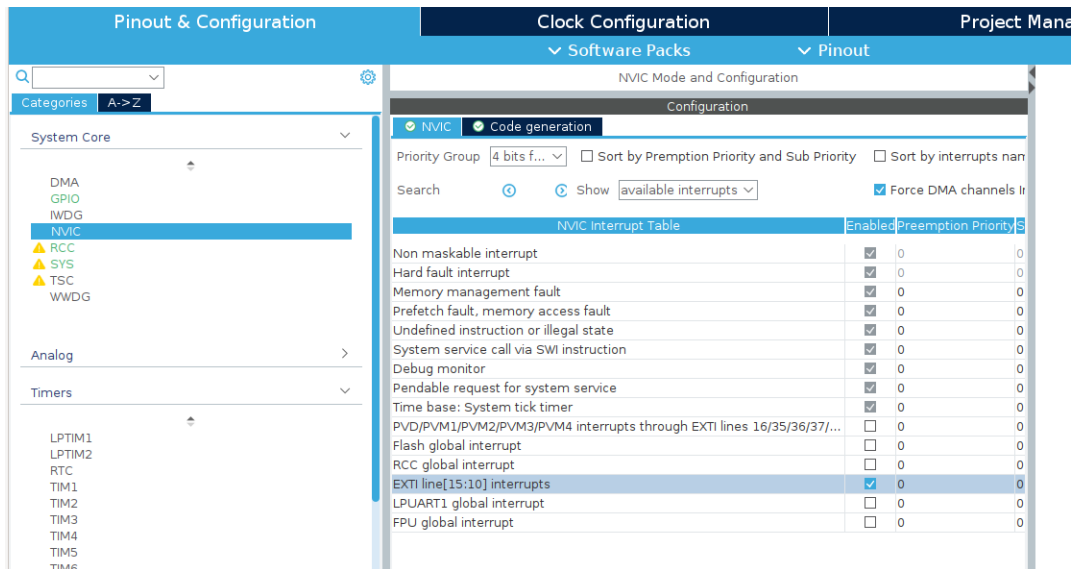 Pinout & Configuration
Clock Configuration
Project Mana
Software Packs
Pinout
Categories
A->Z
System Core
DMA
GPIO
IWDG
NVIC
RCC
SYS
TSC
WWDG
Analog
Timers
LPTIM1
LPTIM2
RTC
TIM1
TIM2
TIM3
TIM4
TIM5
TIM6
NVIC Mode and Configuration
Configuration
NVIC
Code generation
Priority Group 4 bits f... Sort by Premption Priority and Sub Priority Sort by interrupts nam
Search Show available interrupts Force DMA channels I
NVIC Interrupt Table Enabled Preemption Priority S
Non maskable interrupt 0 0
Hard fault interrupt 0 0
Memory management fault 0 0
Prefetch fault, memory access fault 0 0
Undefined instruction or illegal state 0 0
System service call via SWI instruction 0 0
Debug monitor 0 0
Pendable request for system service 0 0
Time base: System tick timer 0 0
PVD/PVM1/PVM2/PVM3/PVM4 interrupts through EXTI lines 16/35/36/37/... 0 0
Flash global interrupt 0 0
RCC global interrupt 0 0
EXTI line[15:10] interrupts 0 0
LPUART1 global interrupt 0 0
FPU global interrupt 0 0